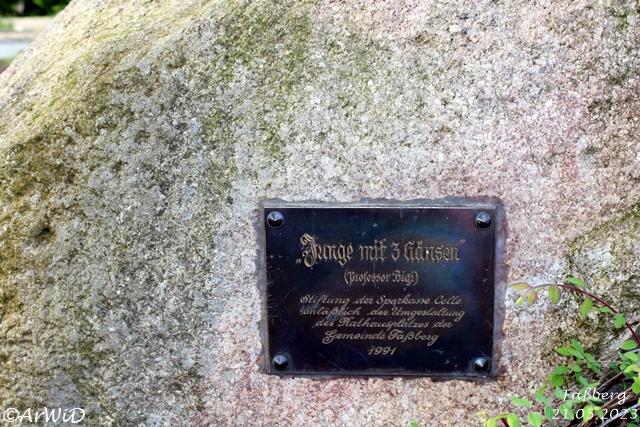 „Junge mit 3 Gänsen"
(Professor Bigi)
Stiftung der Sparkasse Celle
anläßlich der Umgestaltung
des Rathausplatzes der
Gemeinde Faßberg
1991
©ArWiD
Faßberg
21.05.2023